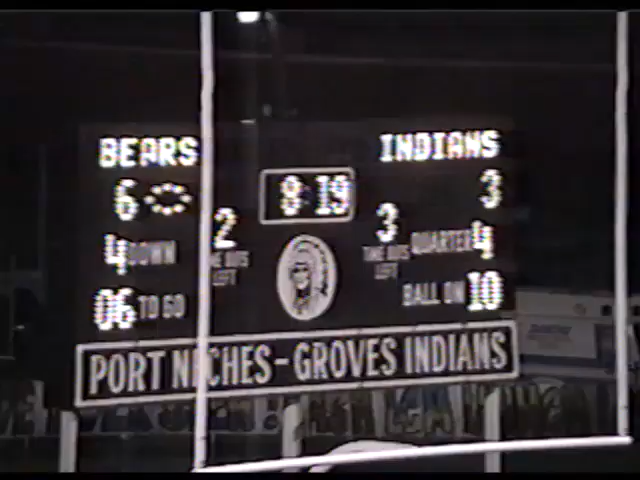 BEARS INDIANS
6 8:19 3
2 3
4 DOWN TIME OUTS LEFT TIME OUTS LEFT QUARTER 4
06 TO GO BALL ON 10
PORT NECHES-GROVES INDIANS